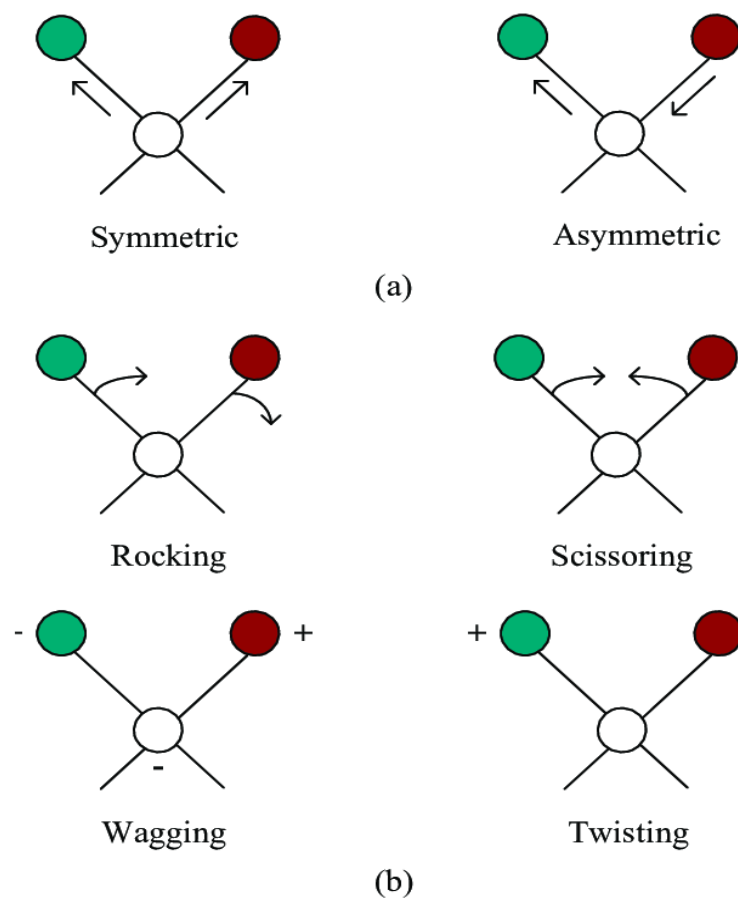 Symmetric Asymmetric
(a)
Rocking Scissoring
- + +
-
Wagging Twisting
(b)